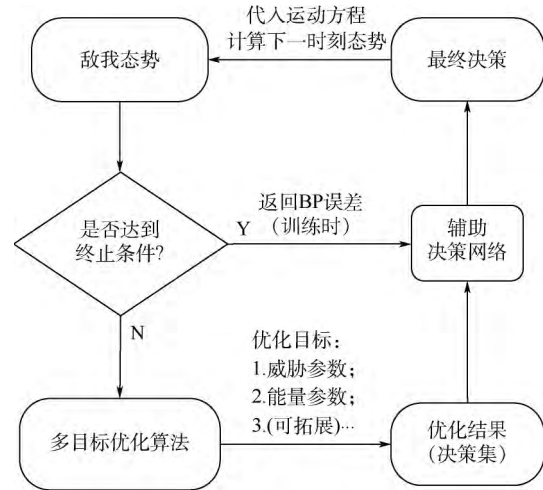 代入运动方程
计算下一时刻态势
敌我态势
最终决策
是否达到
终止条件?
Y
返回BP误差
(训练时)
辅助
决策网络
N
优化目标:
1.威胁参数;
2.能量参数;
3.(可拓展)…
多目标优化算法
优化结果
(决策集)